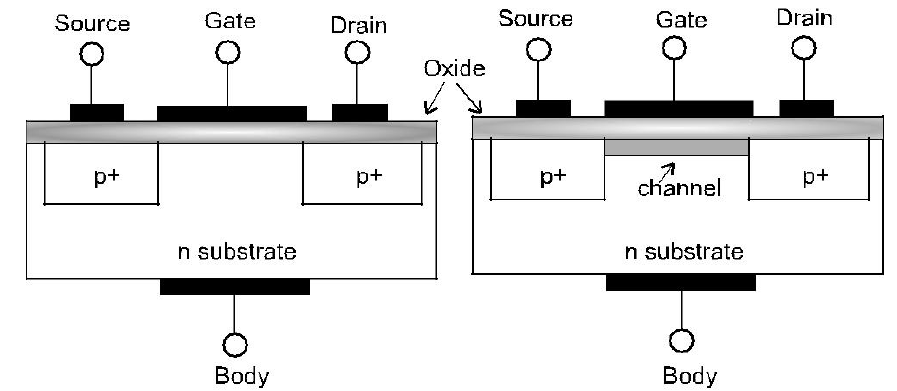 Source
Gate
Drain
Oxide
p+
p+
n substrate
Body
Source
Gate
Drain
p+
channel
p+
n substrate
Body